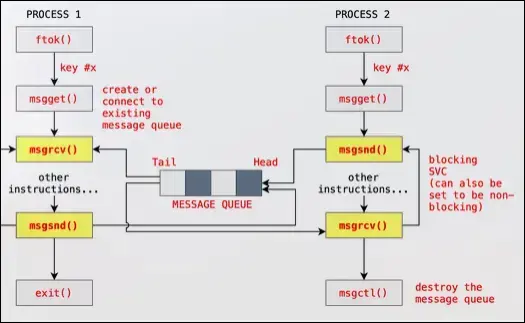 PROCESS 1
PROCESS 2
ftok()
ftok()
key #x
key #x
msgget()
create or
connect to
existing
message queue
msgget()
msgrcv()
Tail
Head
msgsnd()
blocking
SVC
(can also be
set to be non-
blocking)
other
instructions...
MESSAGE QUEUE
other
instructions...
msgsnd()
msgrcv()
exit()
msgctl()
destroy the
message queue